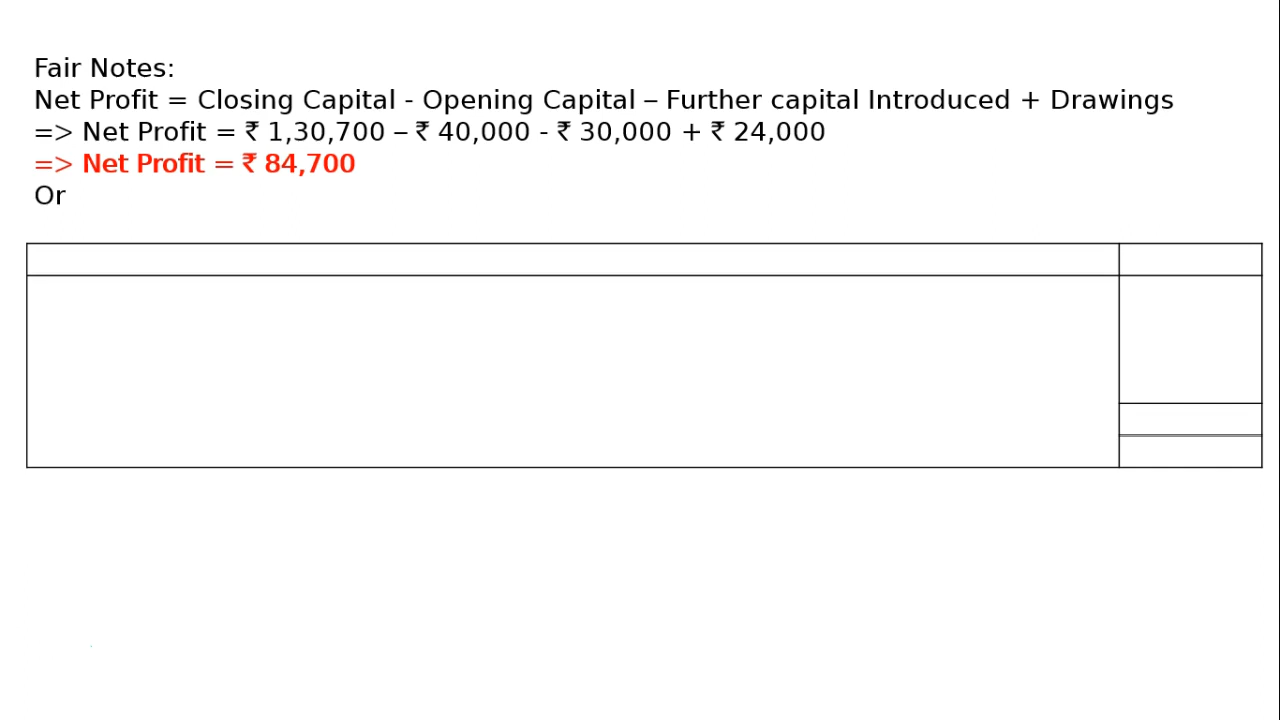 Fair Notes:
Net Profit = Closing Capital - Opening Capital – Further capital Introduced + Drawings
=> Net Profit = ₹ 1,30,700 – ₹ 40,000 - ₹ 30,000 + ₹ 24,000
=> Net Profit = ₹ 84,700
Or